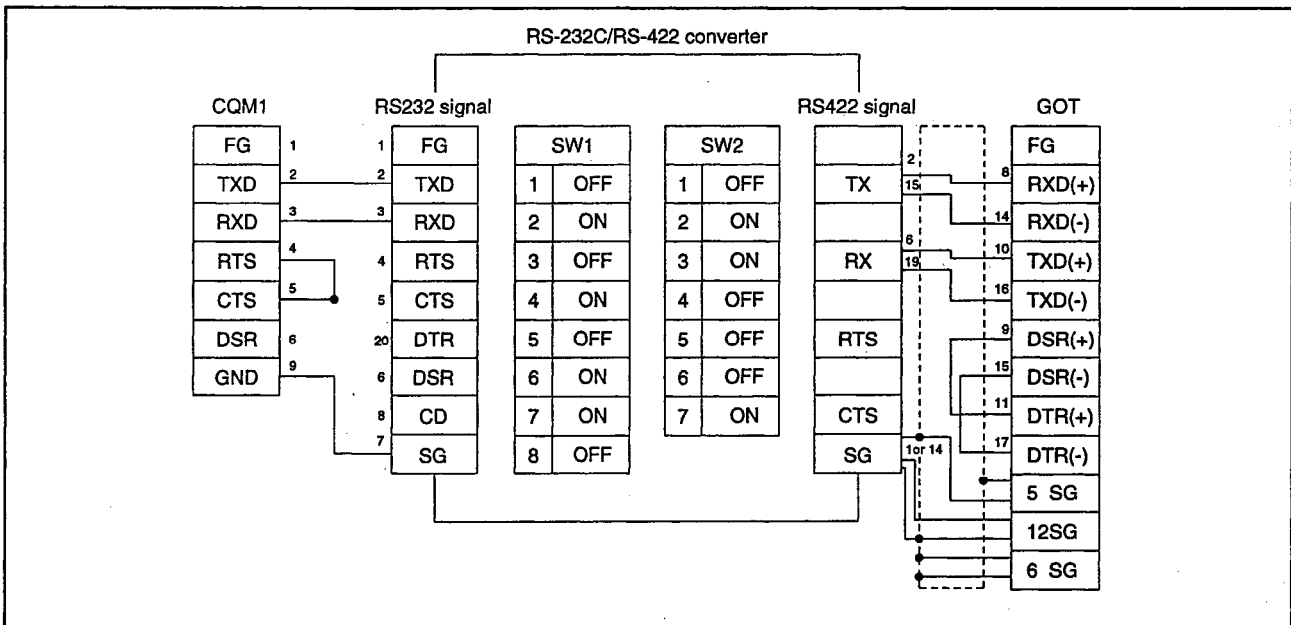 RS-232C/RS-422 converter
CQM1 RS232 signal RS422 signal GOT
FG 1 1 FG SW1 SW2 2 FG
TXD 2 2 TXD 1 OFF 1 OFF TX 15 8 RXD(+)
RXD 3 3 RXD 2 ON 2 ON 14 RXD(-)
RTS 4 4 RTS 3 OFF 3 ON RX 6 19 10 TXD(+)
CTS 5 5 CTS 4 ON 4 OFF 16 TXD(-)
DSR 6 20 DTR 5 OFF 5 OFF RTS 9 DSR(+)
GND 9 6 DSR 6 ON 6 OFF 15 DSR(-)
8 CD 7 ON 7 ON CTS 11 DTR(+)
7 SG 8 OFF SG 1or 14 17 DTR(-)
5 SG
12SG
6 SG